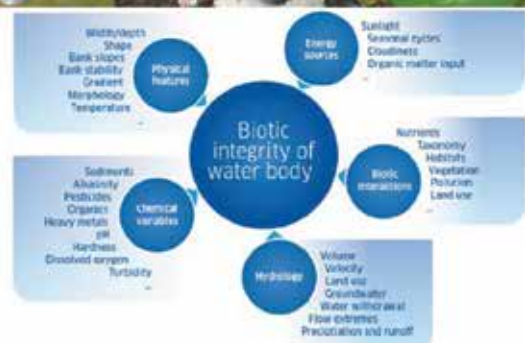 Width/depth
Shape
Bank slopes
Bank stability
Gradient
Morphology
Temperature
...
Physical
features
Energy
sources
Sunlight
Seasonal cycles
Cloudiness
Organic matter input
...
Biotic
integrity of
water body
Nutrients
Taxonomy
Habitats
Vegetation
Pollution
Land use
...
Biotic
interactions
Sediments
Alkalinity
Pesticides
Organics
Heavy metals
pH
Hardness
Dissolved oxygen
Turbidity
...
Chemical
variables
Hydrology
Volume
Velocity
Land use
Groundwater
Water withdrawal
Flow extremes
Precipitation and runoff